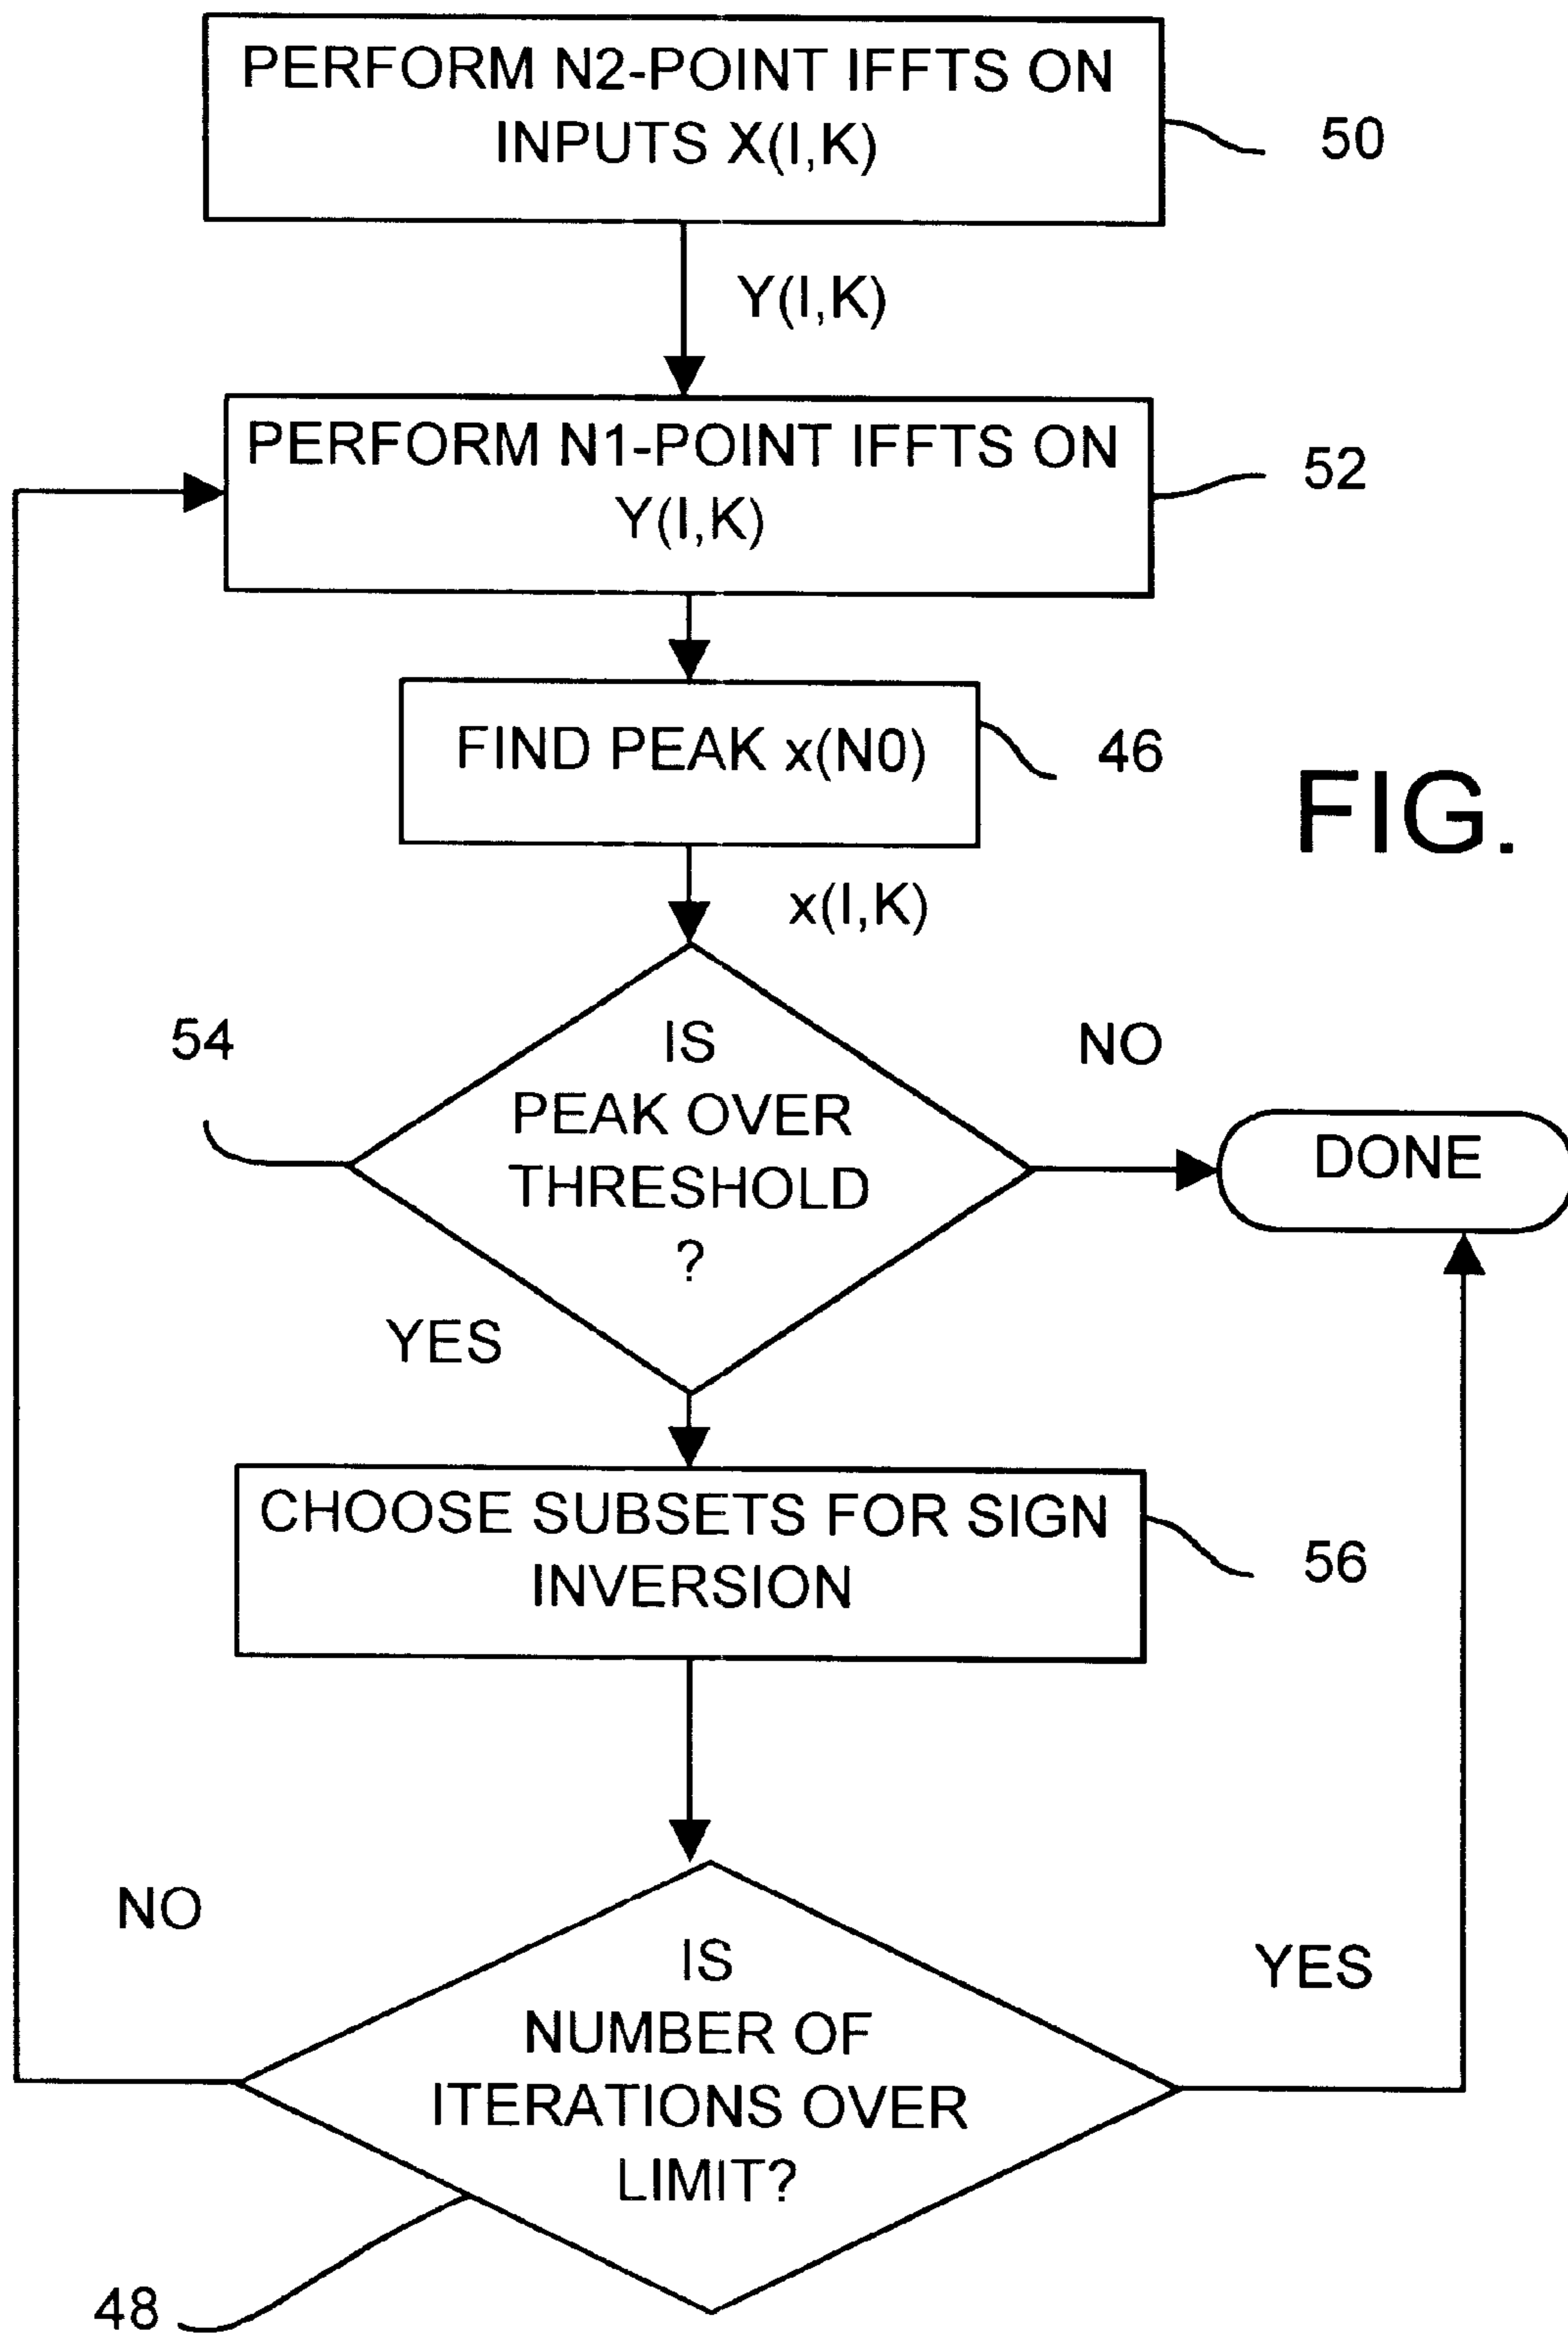 PERFORM N2-POINT IFFTS ON
INPUTS X(I,K)
50
Y(I,K)
PERFORM N1-POINT IFFTS ON
Y(I,K)
52
FIND PEAK x(N0)
46
FIG.
x(I,K)
54
IS
PEAK OVER
THRESHOLD
?
NO
DONE
YES
CHOOSE SUBSETS FOR SIGN
INVERSION
56
NO
IS
NUMBER OF
ITERATIONS OVER
LIMIT?
YES
48